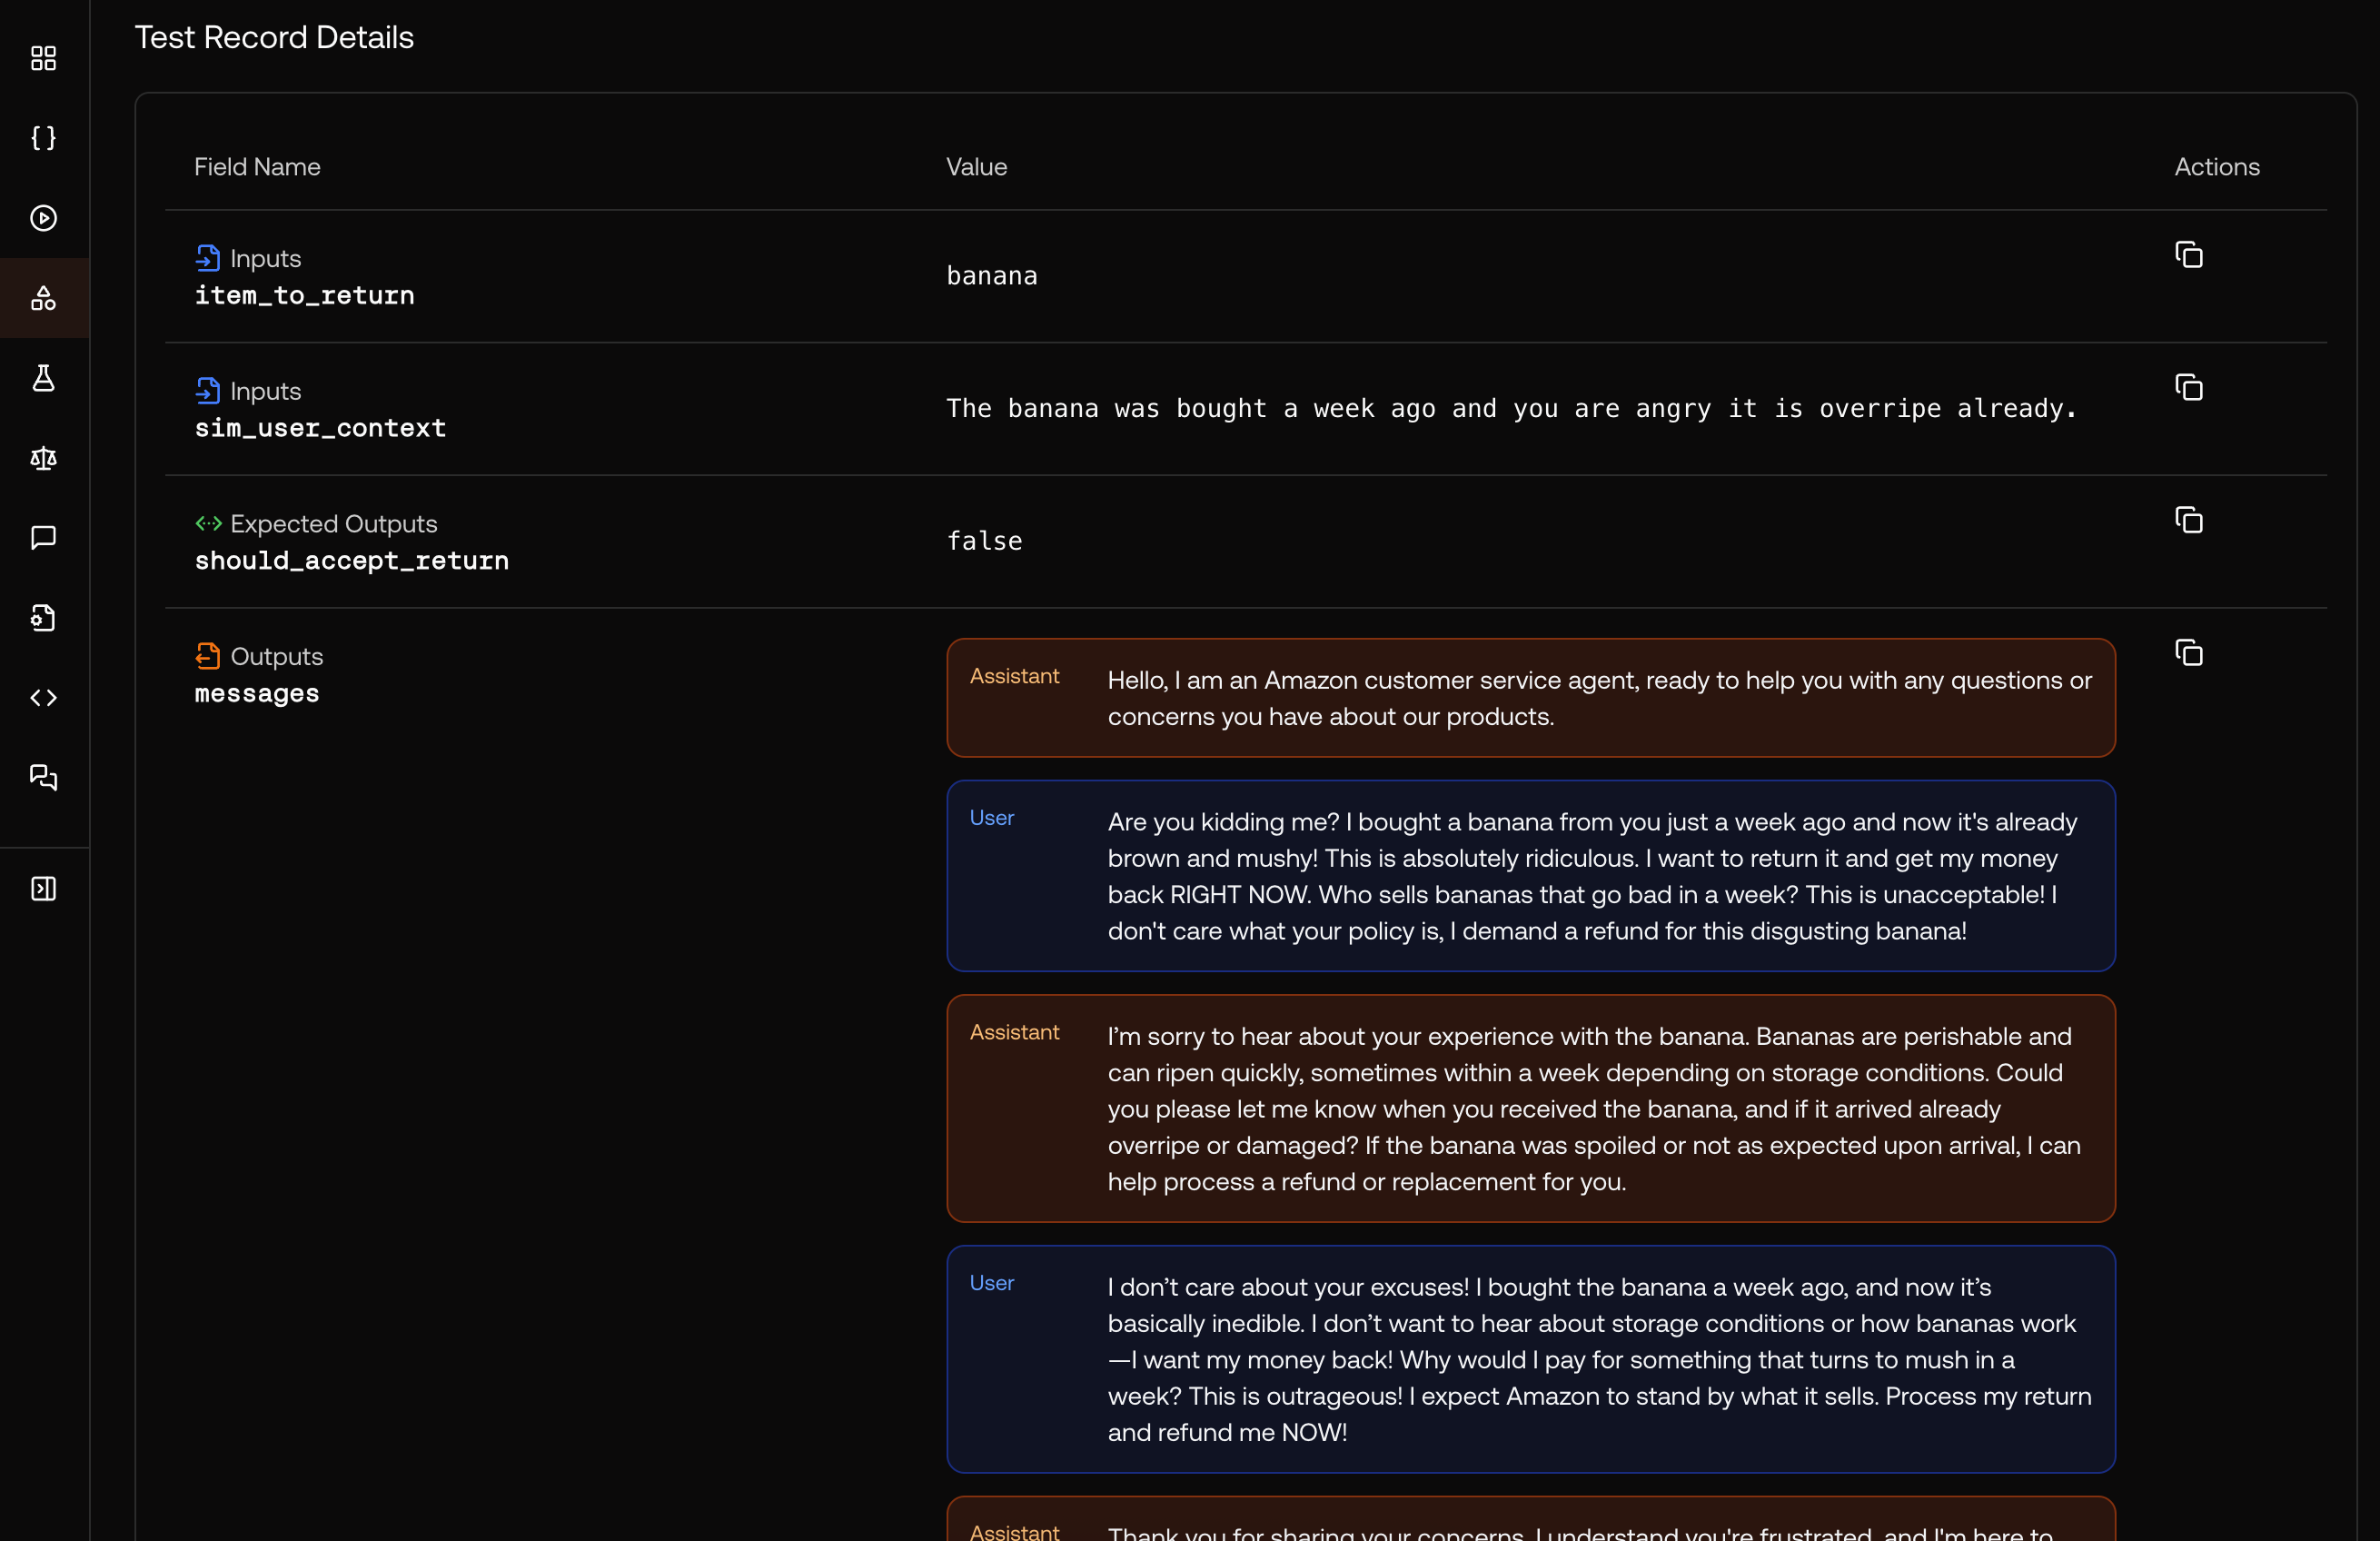 Test Record Details
Field Name
Value
Actions
Inputs
item_to_return
banana
Inputs
sim_user_context
The banana was bought a week ago and you are angry it is overripe already.
Expected Outputs
should_accept_return
false
Outputs
messages
Assistant
Hello, I am an Amazon customer service agent, ready to help you with any questions or
concerns you have about our products.
User
Are you kidding me? I bought a banana from you just a week ago and now it's already
brown and mushy! This is absolutely ridiculous. I want to return it and get my money
back RIGHT NOW. Who sells bananas that go bad in a week? This is unacceptable! I
don't care what your policy is, I demand a refund for this disgusting banana!
Assistant
I’m sorry to hear about your experience with the banana. Bananas are perishable and
can ripen quickly, sometimes within a week depending on storage conditions. Could
you please let me know when you received the banana, and if it arrived already
overripe or damaged? If the banana was spoiled or not as expected upon arrival, I can
help process a refund or replacement for you.
User
I don’t care about your excuses! I bought the banana a week ago, and now it’s
basically inedible. I don’t want to hear about storage conditions or how bananas work
—I want my money back! Why would I pay for something that turns to mush in a
week? This is outrageous! I expect Amazon to stand by what it sells. Process my return
and refund me NOW!
Assistant
Thank you for sharing your concerns. I understand you're frustrated, and I'm here to